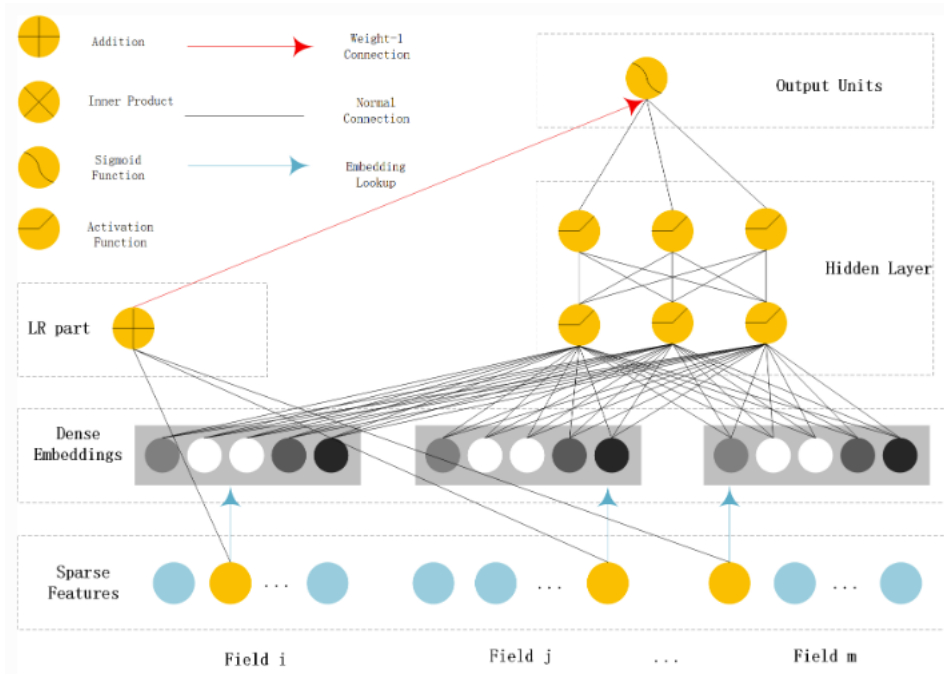 Addition
Weight-1
Connection
Inner Product
Normal
Connection
Sigmoid
Function
Embedding
Lookup
Activation
Function
Output Units
Hidden Layer
LR part
Dense
Embeddings
Sparse
Features
...
...
...
Field i
Field j
...
Field m